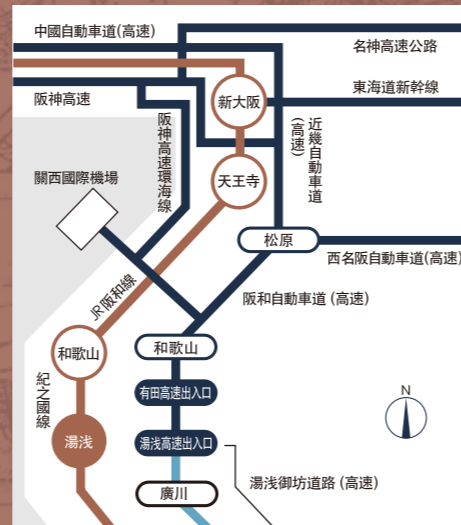 中國自動車道(高速)
名神高速公路
東海道新幹線
新大阪
阪神高速
阪神高速環海線
近幾自動車道
(高速)
關西國際機場
天王寺
松原
西名阪自動車道(高速)
阪和自動車道 (高速)
JR阪和線
和歌山
和歌山
紀之國線
有田高速出入口
湯浅
湯浅高速出入口
N
湯浅御坊道路 (高速)
廣川